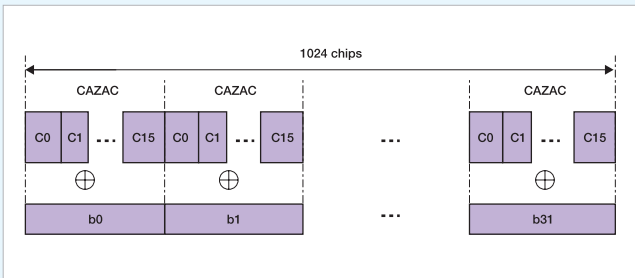 1024 chips
CAZAC CAZAC CAZAC
C0 C1 ... C15 C0 C1 ... C15 ... C0 C1 ... C15
b0 b1 ... b31